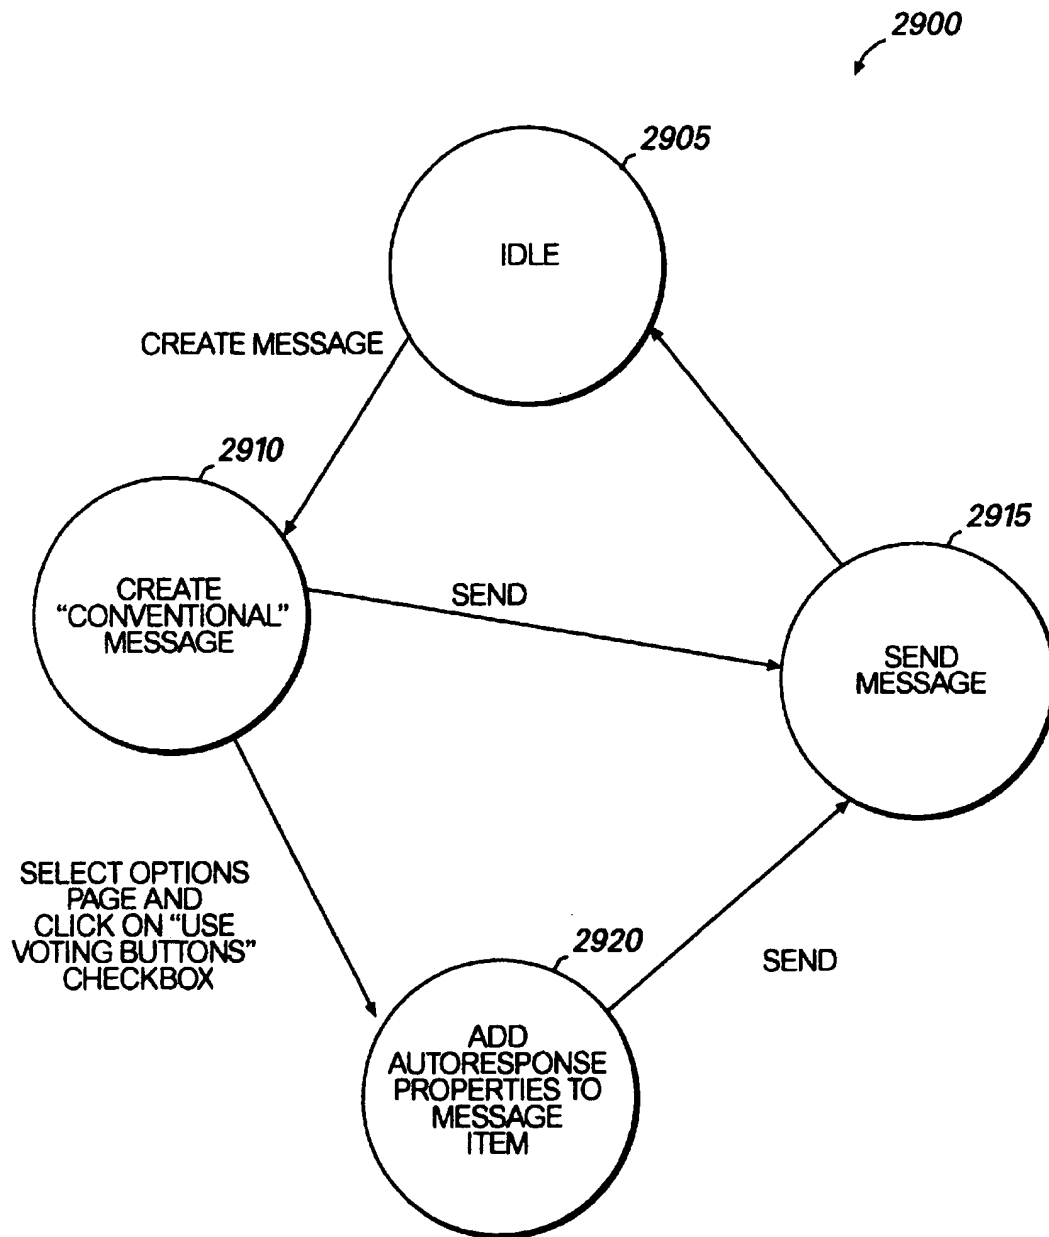 2900
2905
IDLE
CREATE MESSAGE
2910
CREATE
"CONVENTIONAL"
MESSAGE
SEND
2915
SEND
MESSAGE
SELECT OPTIONS
PAGE AND
CLICK ON "USE
VOTING BUTTONS"
CHECKBOX
2920
SEND
ADD
AUTORESPONSE
PROPERTIES TO
MESSAGE
ITEM